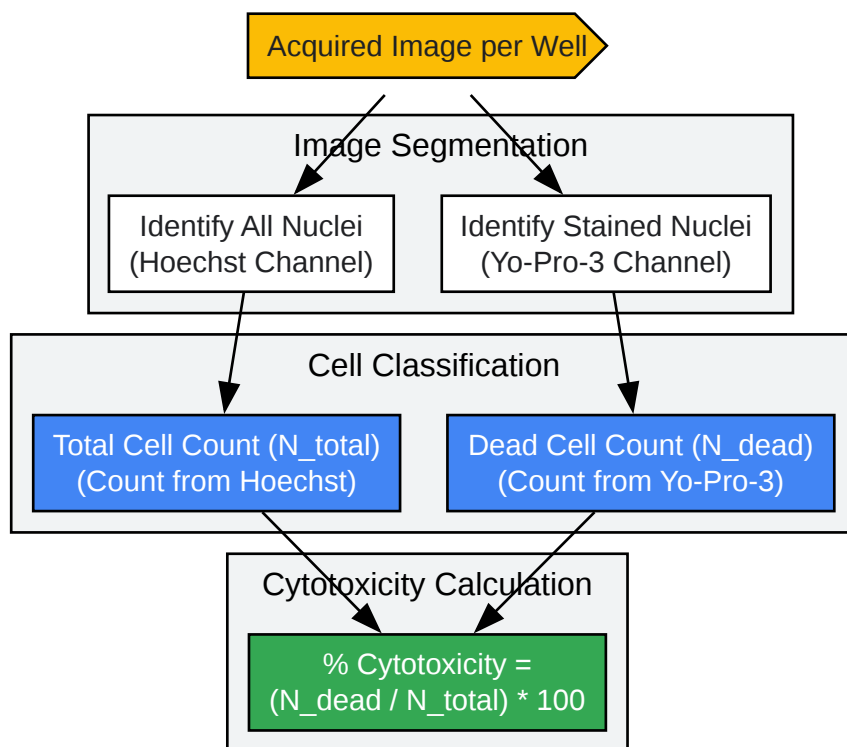 Acquired Image per Well
Image Segmentation
Identify All Nuclei
(Hoechst Channel)
Identify Stained Nuclei
(Yo-Pro-3 Channel)
Cell Classification
Total Cell Count (N_total)
(Count from Hoechst)
Dead Cell Count (N_dead)
(Count from Yo-Pro-3)
Cytotoxicity Calculation
% Cytotoxicity =
(N_dead / N_total) * 100